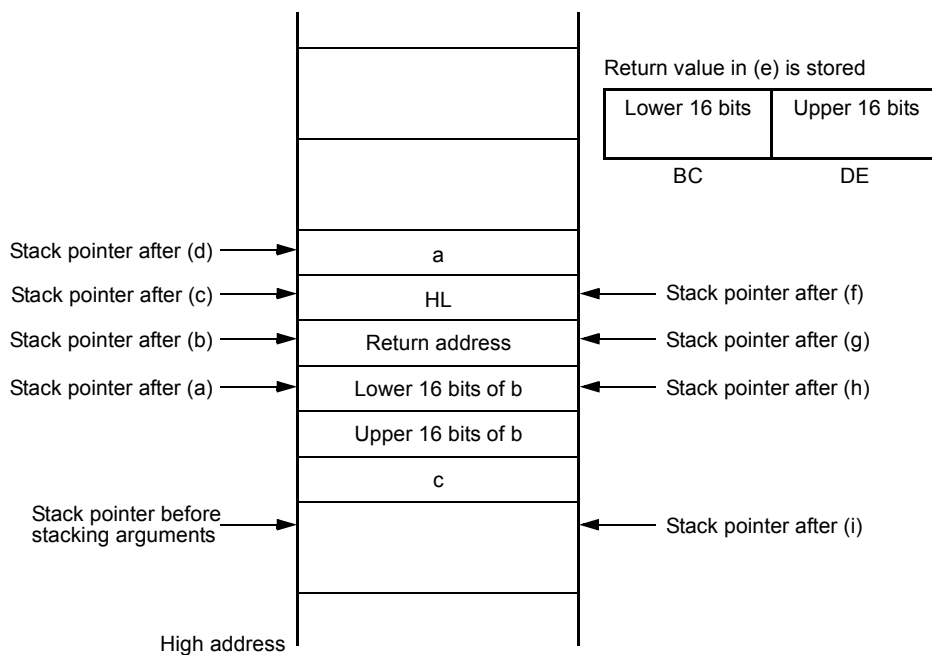 Return value in (e) is stored
Lower 16 bits Upper 16 bits
BC DE
Stack pointer after (d) a
Stack pointer after (c) HL Stack pointer after (f)
Stack pointer after (b) Return address Stack pointer after (g)
Stack pointer after (a) Lower 16 bits of b Stack pointer after (h)
Upper 16 bits of b
c
Stack pointer before
stacking arguments
Stack pointer after (i)
High address